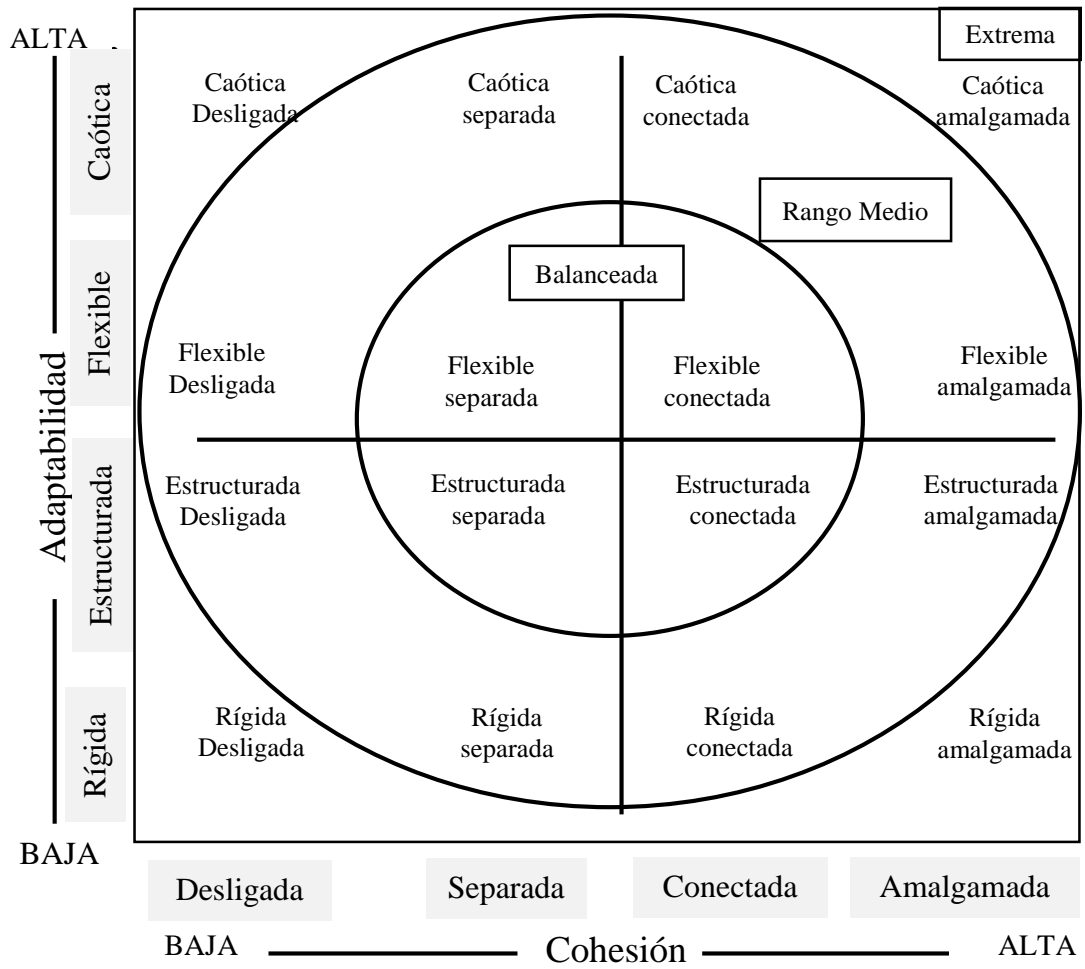 ALTA
Extrema
Caótica
Desligada
Caótica
separada
Caótica
conectada
Caótica
amalgamada
Caótica
Rango Medio
Balanceada
Flexible
Flexible
Desligada
Flexible
separada
Flexible
conectada
Flexible
amalgamada
Adaptabilidad
Estructurada
Estructurada
Desligada
Estructurada
separada
Estructurada
conectada
Estructurada
amalgamada
Rígida
Rígida
Desligada
Rígida
separada
Rígida
conectada
Rígida
amalgamada
BAJA
Desligada
Separada
Conectada
Amalgamada
BAJA
Cohesión
ALTA